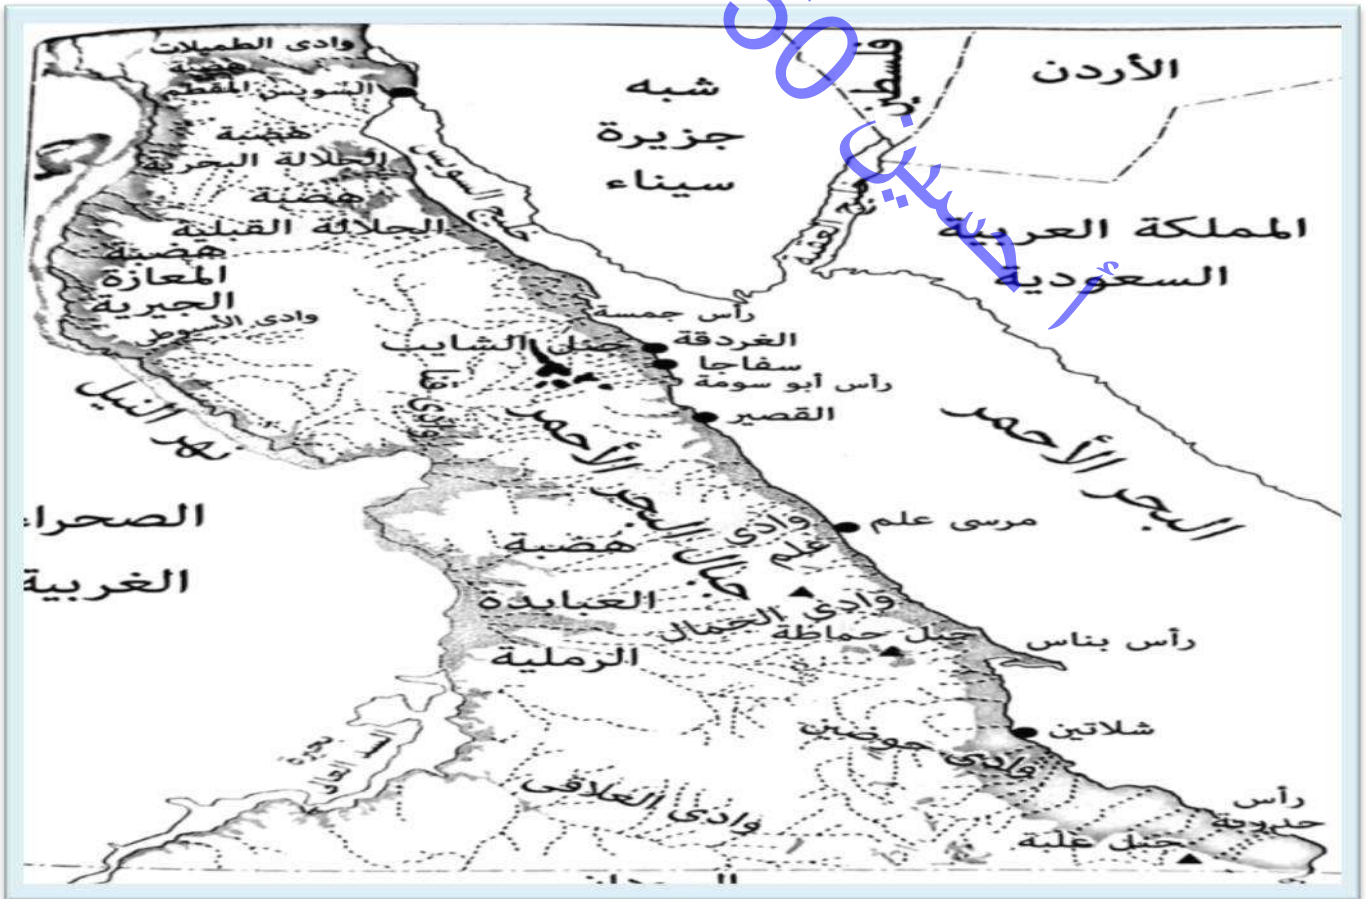 وادى الطميلات
هضبة
السويس المقطم
هضبة
الجلالة البحرية
هضبة
الجلالة القبلية
هضبة
المعازة
الجيرية
وادى الأسيوطى
شبه
جزيرة
سيناء
خليج السويس
فلسطين
الأردن
خليج العقبة
المملكة العربية
السعودية
رأس جمسة
الغردقة
سفاجا
رأس أبو سومة
القصير
جبل الشايب
وادى قنا
نهر النيل
جبال البحر الأحمر
البحر الأحمر
الصحراء
الغربية
مرسى علم
وادى
علم
هضبة
العبابدة
الرملية
وادى الجمال
جبل حماطة
رأس بناس
شلاتين
وادى حوضين
وادى العلاقى
بحيرة
السد العالى
رأس
حدربة
جبل علبة
أحسين 50